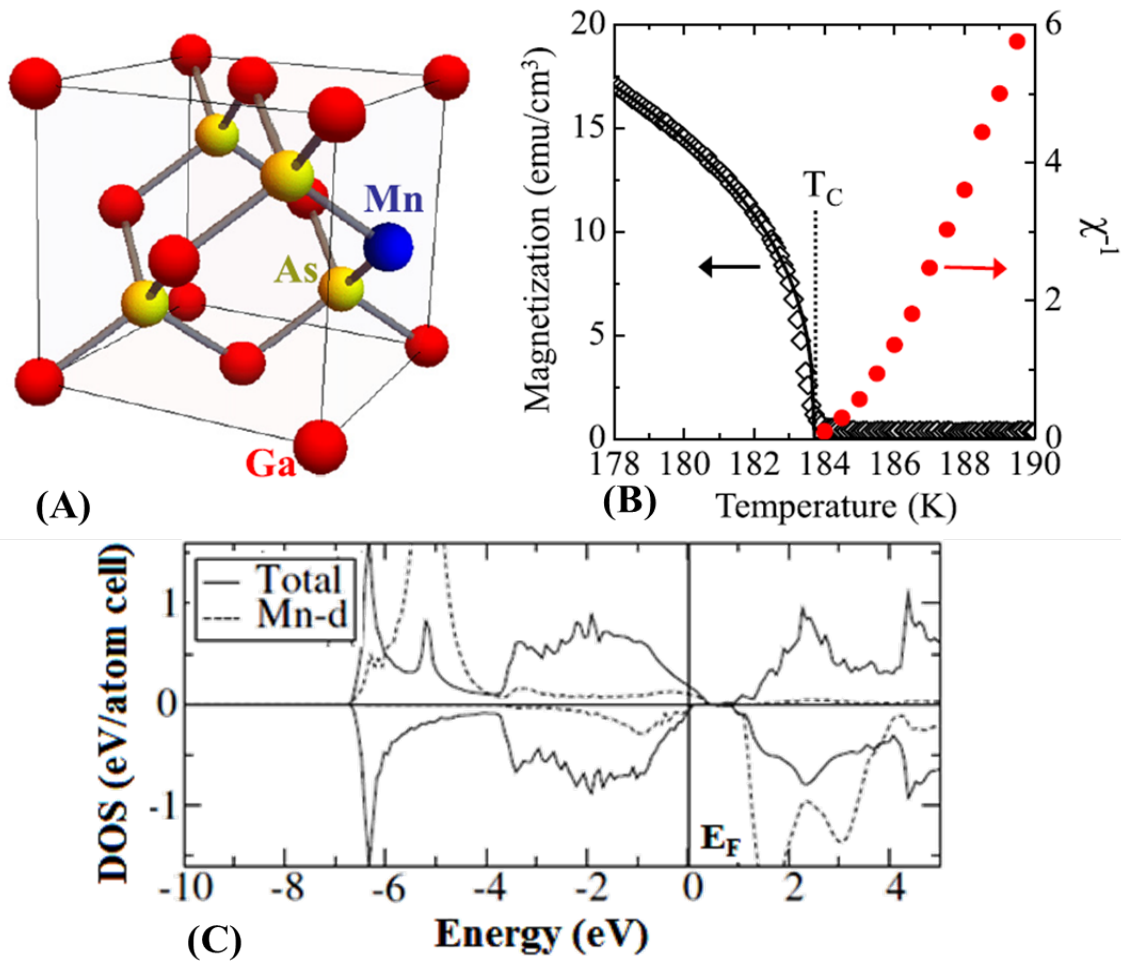 Mn
As
Ga
(A)
20
15
10
5
0
Magnetization (emu/cm³)
T_C
6
4
2
0
χ⁻¹
178 180 182 184 186 188 190
Temperature (K)
(B)
DOS (eV/atom cell)
1
0
-1
Total
Mn-d
E_F
-10 -8 -6 -4 -2 0 2 4
Energy (eV)
(C)